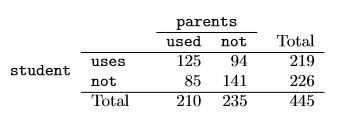 parents
used not Total
student uses 125 94 219
not 85 141 226
Total 210 235 445